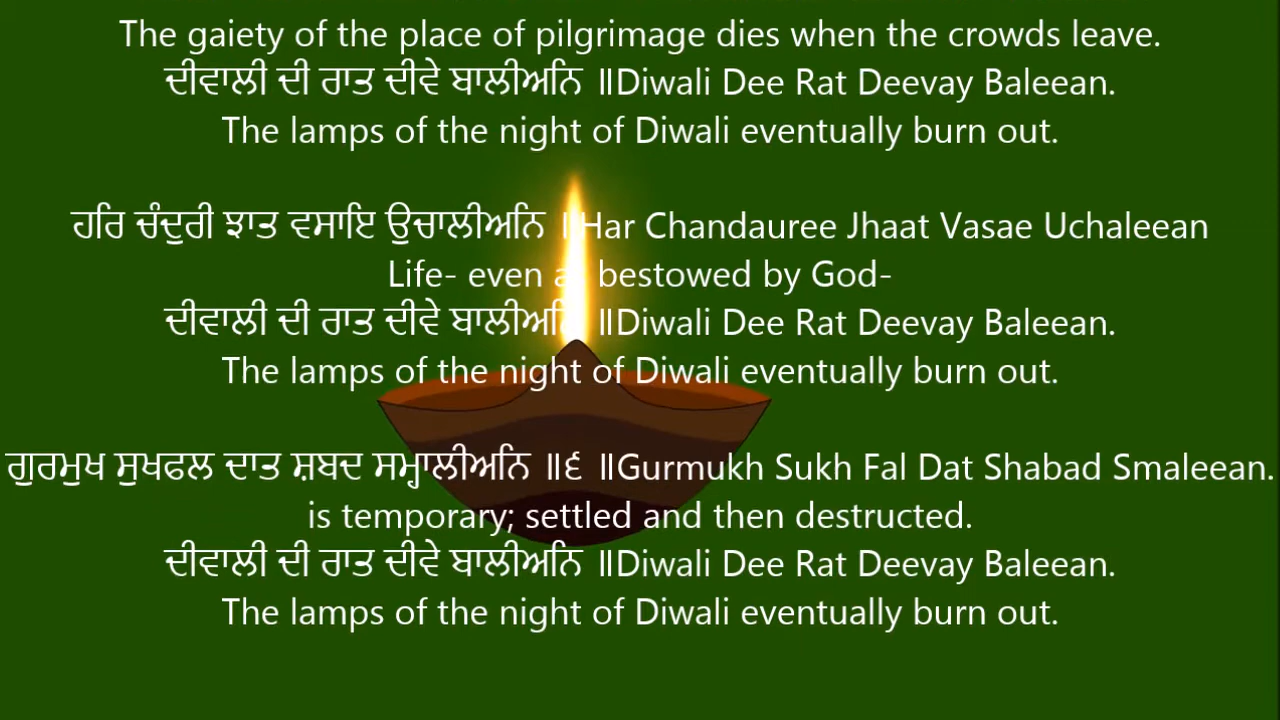 The gaiety of the place of pilgrimage dies when the crowds leave.
ਦੀਵਾਲੀ ਦੀ ਰਾਤ ਦੀਵੇ ਬਾਲੀਅਨਿ ॥Diwali Dee Rat Deevay Baleean.
The lamps of the night of Diwali eventually burn out.
ਹਰਿ ਚੰਦੁਰੀ ਝਾਤ ਵਸਾਇ ਉਚਾਲੀਅਨਿ ॥Har Chandauree Jhaat Vasae Uchaleean
Life- even as bestowed by God-
ਦੀਵਾਲੀ ਦੀ ਰਾਤ ਦੀਵੇ ਬਾਲੀਅਨਿ ॥Diwali Dee Rat Deevay Baleean.
The lamps of the night of Diwali eventually burn out.
ਗੁਰਮੁਖ ਸੁਖਫਲ ਦਾਤ ਸ਼ਬਦ ਸਮ੍ਹਾਲੀਅਨਿ ॥੬ ॥Gurmukh Sukh Fal Dat Shabad Smaleean.
is temporary; settled and then destructed.
ਦੀਵਾਲੀ ਦੀ ਰਾਤ ਦੀਵੇ ਬਾਲੀਅਨਿ ॥Diwali Dee Rat Deevay Baleean.
The lamps of the night of Diwali eventually burn out.